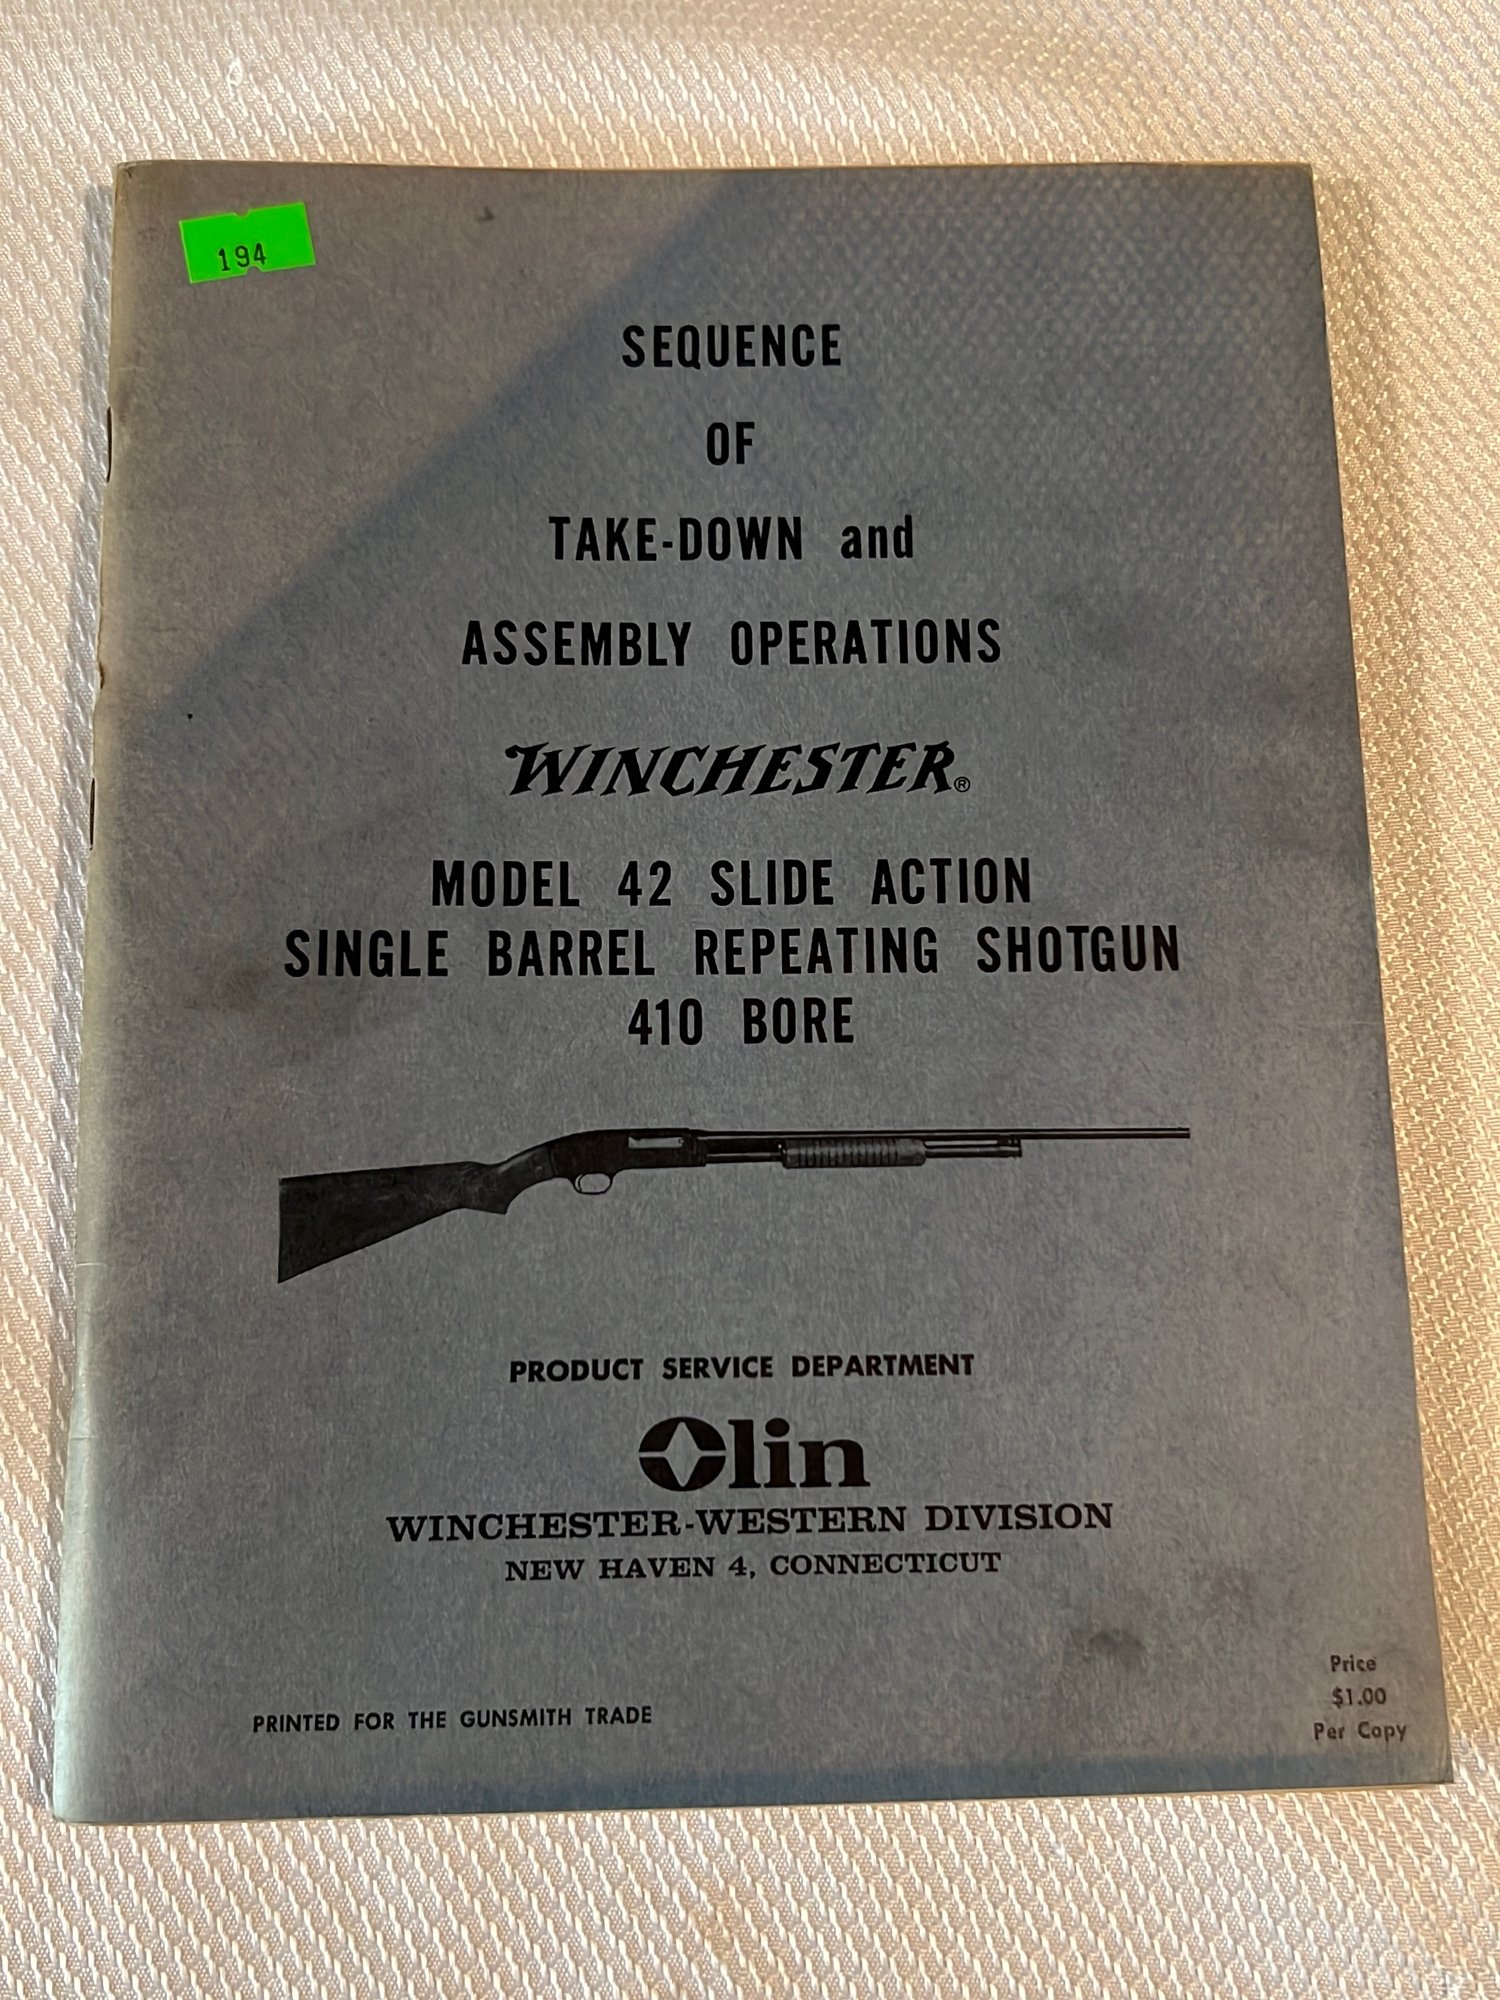 194
SEQUENCE
OF
TAKE-DOWN and
ASSEMBLY OPERATIONS
WINCHESTER®
MODEL 42 SLIDE ACTION
SINGLE BARREL REPEATING SHOTGUN
410 BORE
PRODUCT SERVICE DEPARTMENT
Olin
WINCHESTER-WESTERN DIVISION
NEW HAVEN 4, CONNECTICUT
PRINTED FOR THE GUNSMITH TRADE
Price
$1.00
Per Copy